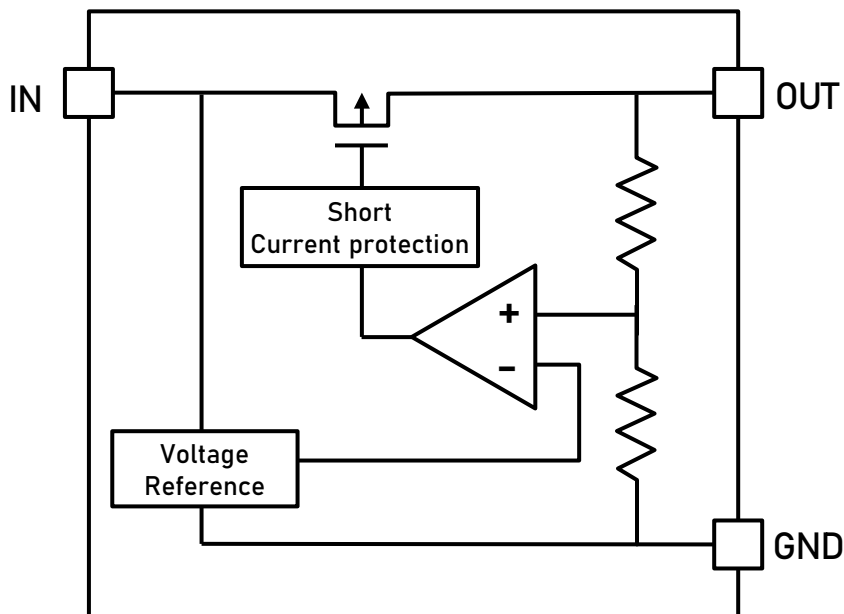 IN
OUT
Short
Current protection
+
-
Voltage
Reference
GND